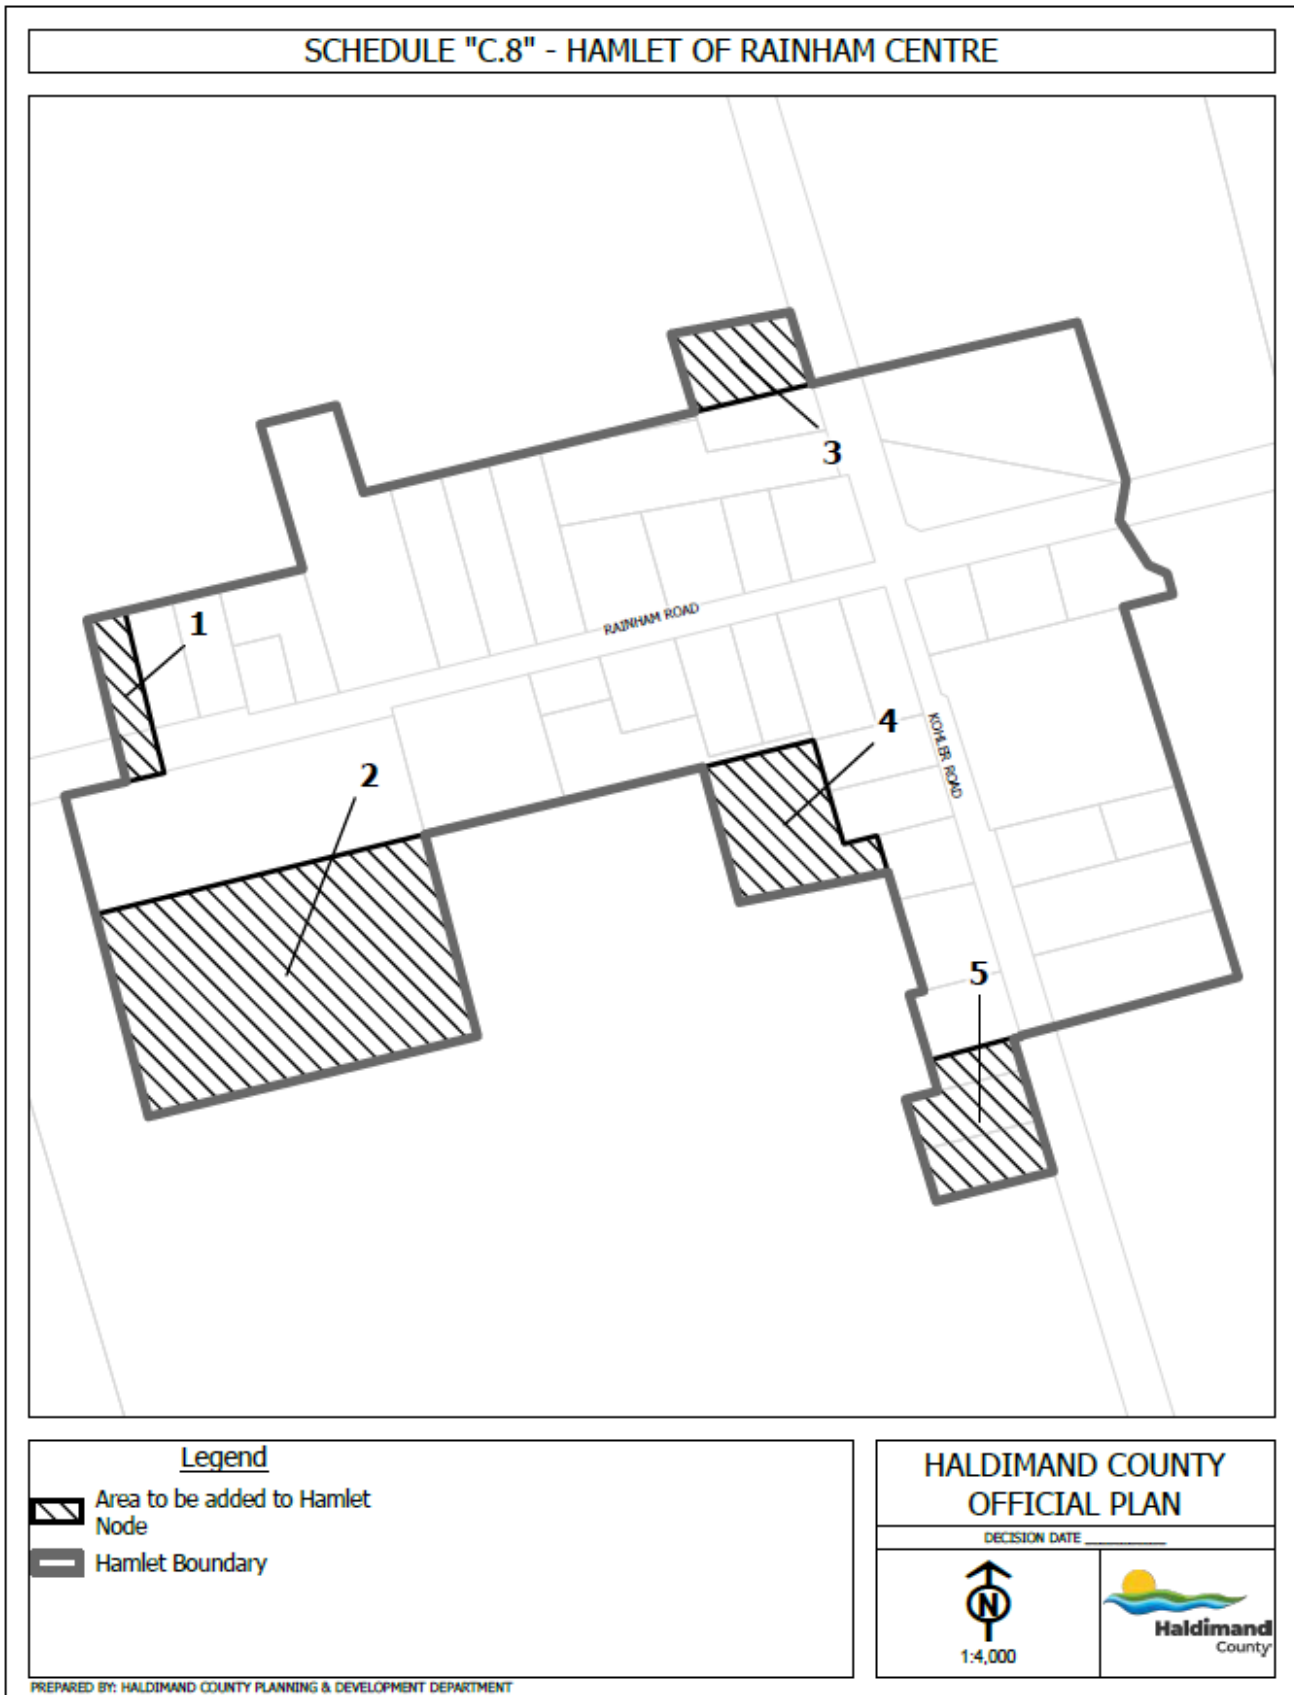 SCHEDULE "C.8" - HAMLET OF RAINHAM CENTRE
3
1
RAINHAM ROAD
4
KOHLER ROAD
2
5
Legend
Area to be added to Hamlet
Node
Hamlet Boundary
HALDIMAND COUNTY
OFFICIAL PLAN
DECISION DATE __________
N
1:4,000
Haldimand
County
PREPARED BY: HALDIMAND COUNTY PLANNING & DEVELOPMENT DEPARTMENT